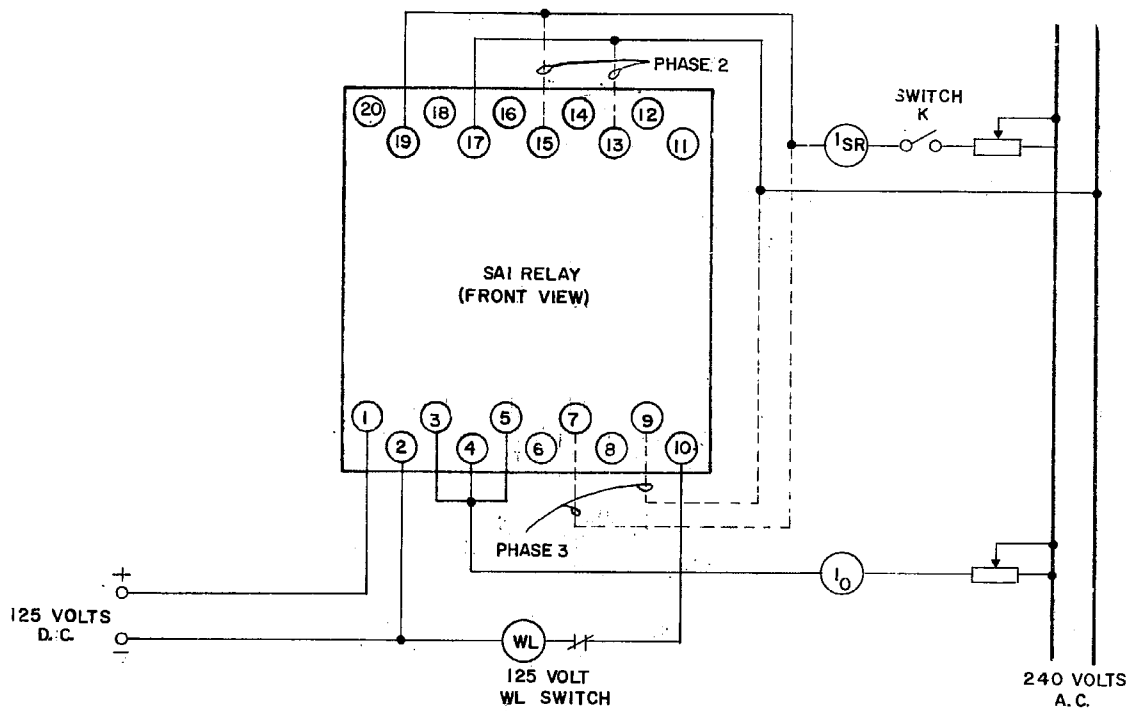 PHASE 2
20
18
16
14
12
19
17
15
13
11
SWITCH
K
I SR
SAI RELAY
(FRONT VIEW)
1
3
5
7
9
2
4
6
8
10
PHASE 3
I O
+
125 VOLTS
D.C.
–
WL
125 VOLT
WL SWITCH
240 VOLTS
A.C.